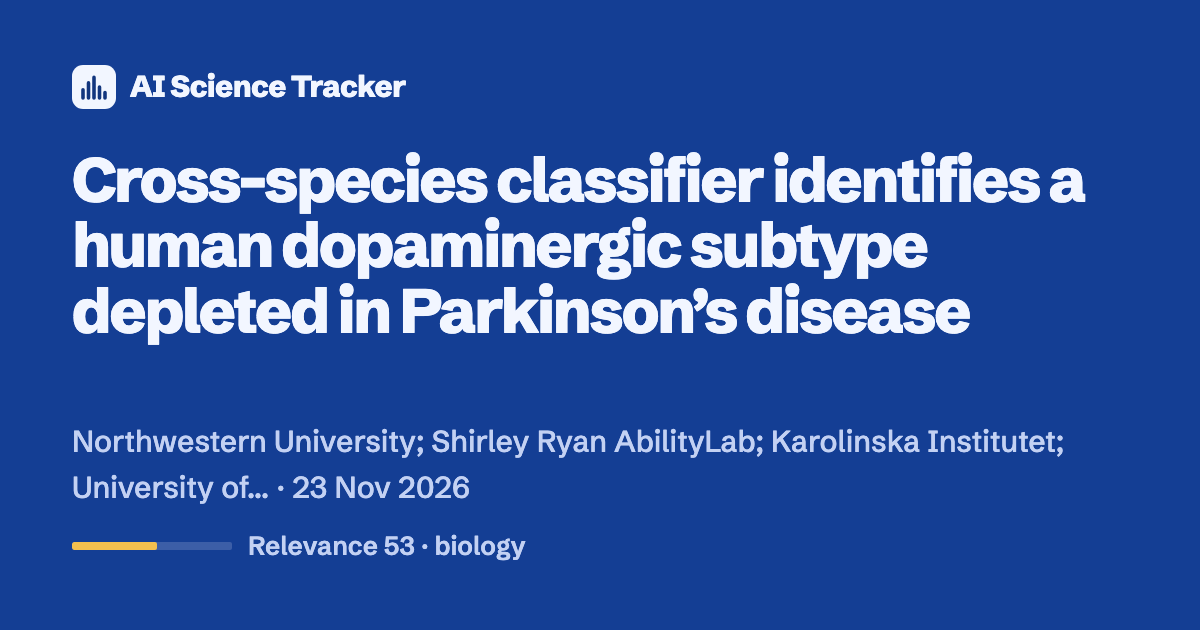 AI Science Tracker
Cross-species classifier identifies a
human dopaminergic subtype
depleted in Parkinson’s disease
Northwestern University; Shirley Ryan AbilityLab; Karolinska Institutet;
University of... · 23 Nov 2026
Relevance 53 · biology